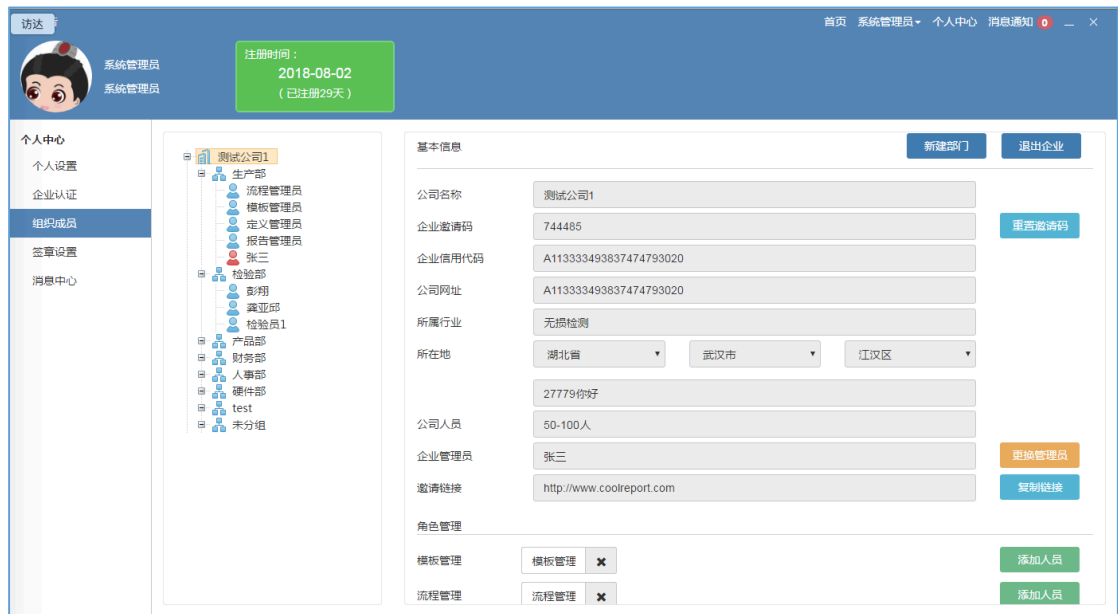 访达
首页 系统管理员 个人中心 消息通知 0
系统管理员
系统管理员
注册时间：
2018-08-02
(已注册29天)
个人中心
个人设置
企业认证
组织成员
签章设置
消息中心
测试公司1
生产部
流程管理员
模板管理员
定义管理员
报告管理员
张三
检验部
彭翔
龚亚邱
检验员1
产品部
财务部
人事部
硬件部
test
未分组
基本信息 新建部门 退出企业
公司名称 测试公司1
企业邀请码 744485 重置邀请码
企业信用代码 A113333493837474793020
公司网址 A113333493837474793020
所属行业 无损检测
所在地 湖北省 武汉市 江汉区
27779你好
公司人员 50-100人
企业管理员 张三 更换管理员
邀请链接 http://www.coolreport.com 复制链接
角色管理
模板管理 模板管理 添加人员
流程管理 流程管理 添加人员